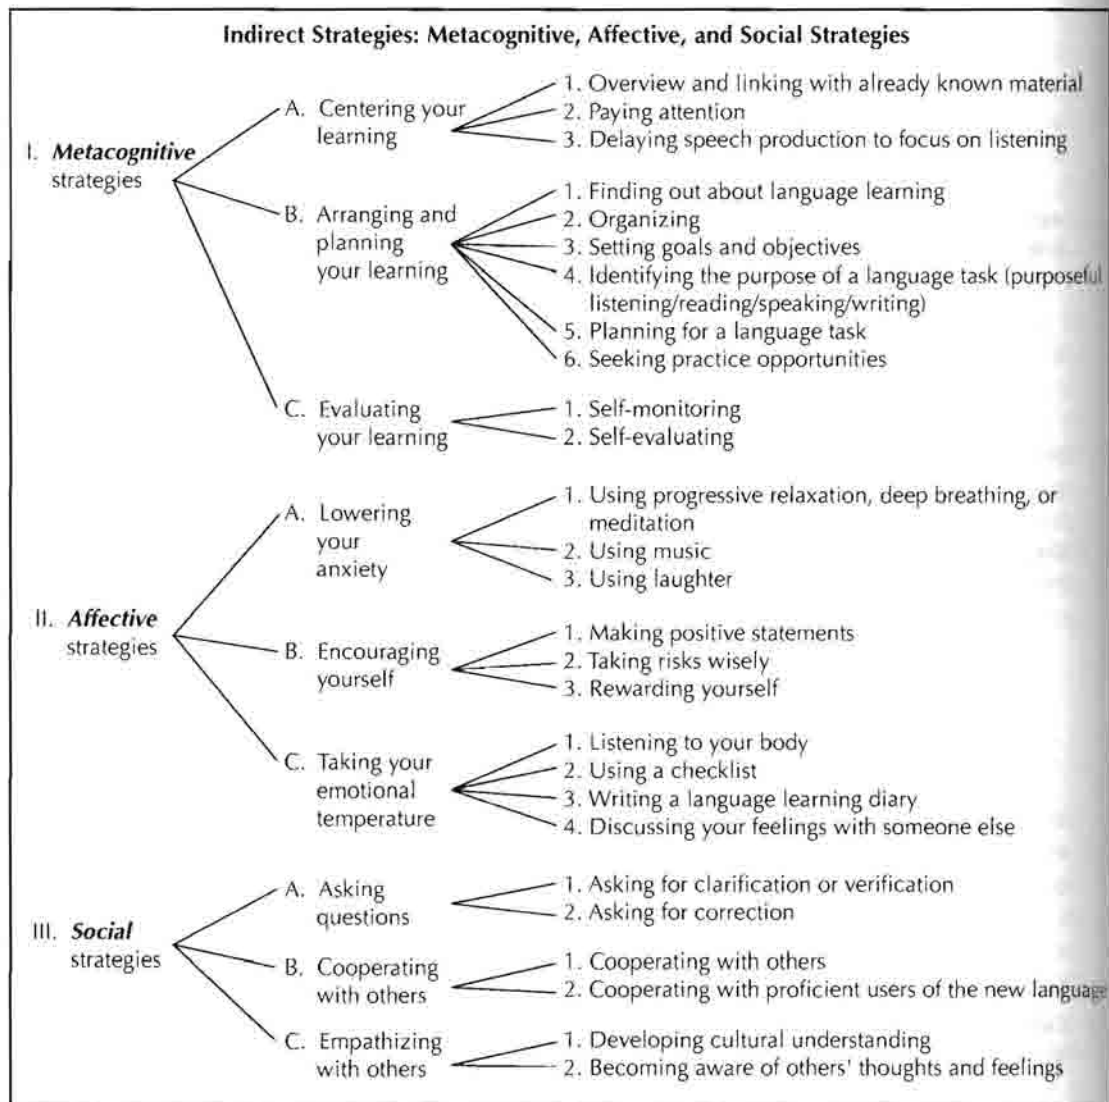 Indirect Strategies: Metacognitive, Affective, and Social Strategies
I. Metacognitive
strategies
A. Centering your
learning
1. Overview and linking with already known material
2. Paying attention
3. Delaying speech production to focus on listening
B. Arranging and
planning
your learning
1. Finding out about language learning
2. Organizing
3. Setting goals and objectives
4. Identifying the purpose of a language task (purposeful
listening/reading/speaking/writing)
5. Planning for a language task
6. Seeking practice opportunities
C. Evaluating
your learning
1. Self-monitoring
2. Self-evaluating
II. Affective
strategies
A. Lowering
your
anxiety
1. Using progressive relaxation, deep breathing, or
meditation
2. Using music
3. Using laughter
B. Encouraging
yourself
1. Making positive statements
2. Taking risks wisely
3. Rewarding yourself
C. Taking your
emotional
temperature
1. Listening to your body
2. Using a checklist
3. Writing a language learning diary
4. Discussing your feelings with someone else
III. Social
strategies
A. Asking
questions
1. Asking for clarification or verification
2. Asking for correction
B. Cooperating
with others
1. Cooperating with others
2. Cooperating with proficient users of the new language
C. Empathizing
with others
1. Developing cultural understanding
2. Becoming aware of others' thoughts and feelings